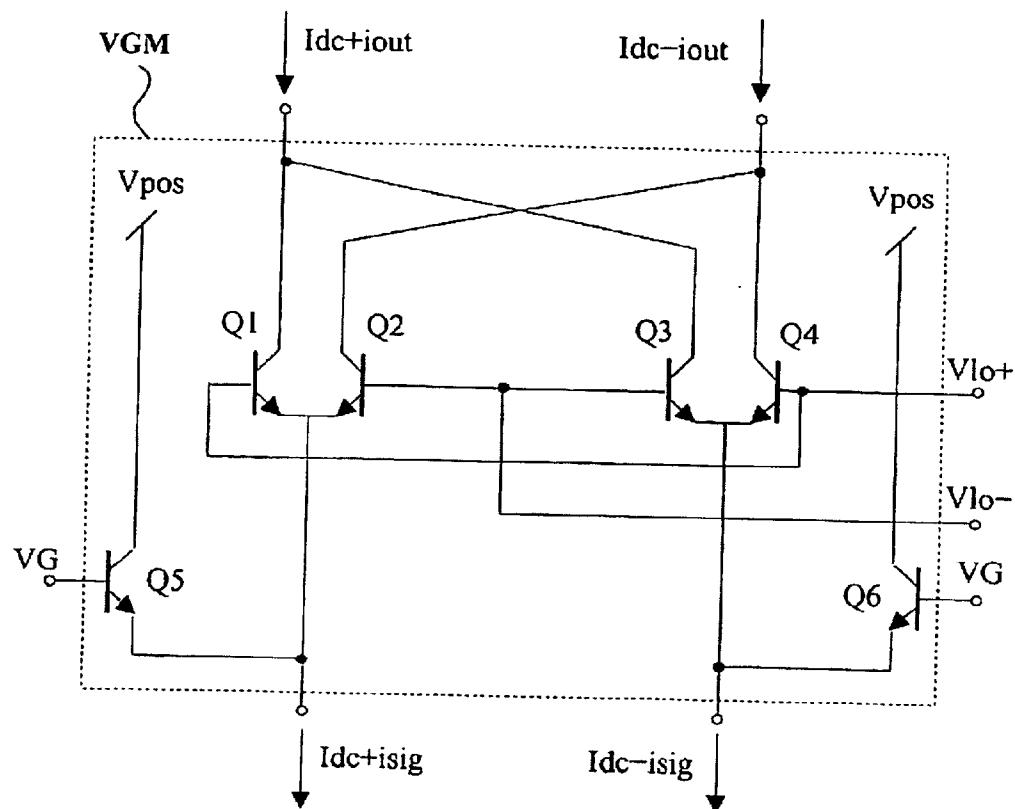 VGM
Idc+iout
Idc−iout
Vpos
Vpos
Q1
Q2
Q3
Q4
Vlo+
Vlo−
VG
Q5
Q6
VG
Idc+isig
Idc−isig